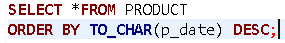 SELECT *FROM PRODUCT
ORDER BY TO_CHAR(p_date) DESC;